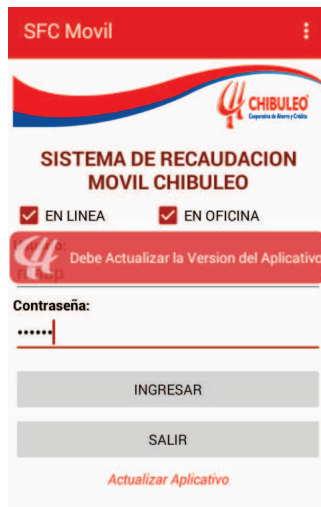 SFC Movil
CHIBULEO
Cooperativa de Ahorro y Crédito
SISTEMA DE RECAUDACION
MOVIL CHIBULEO
EN LINEA EN OFICINA
Debe Actualizar la Version del Aplicativo
Contraseña:
INGRESAR
SALIR
Actualizar Aplicativo